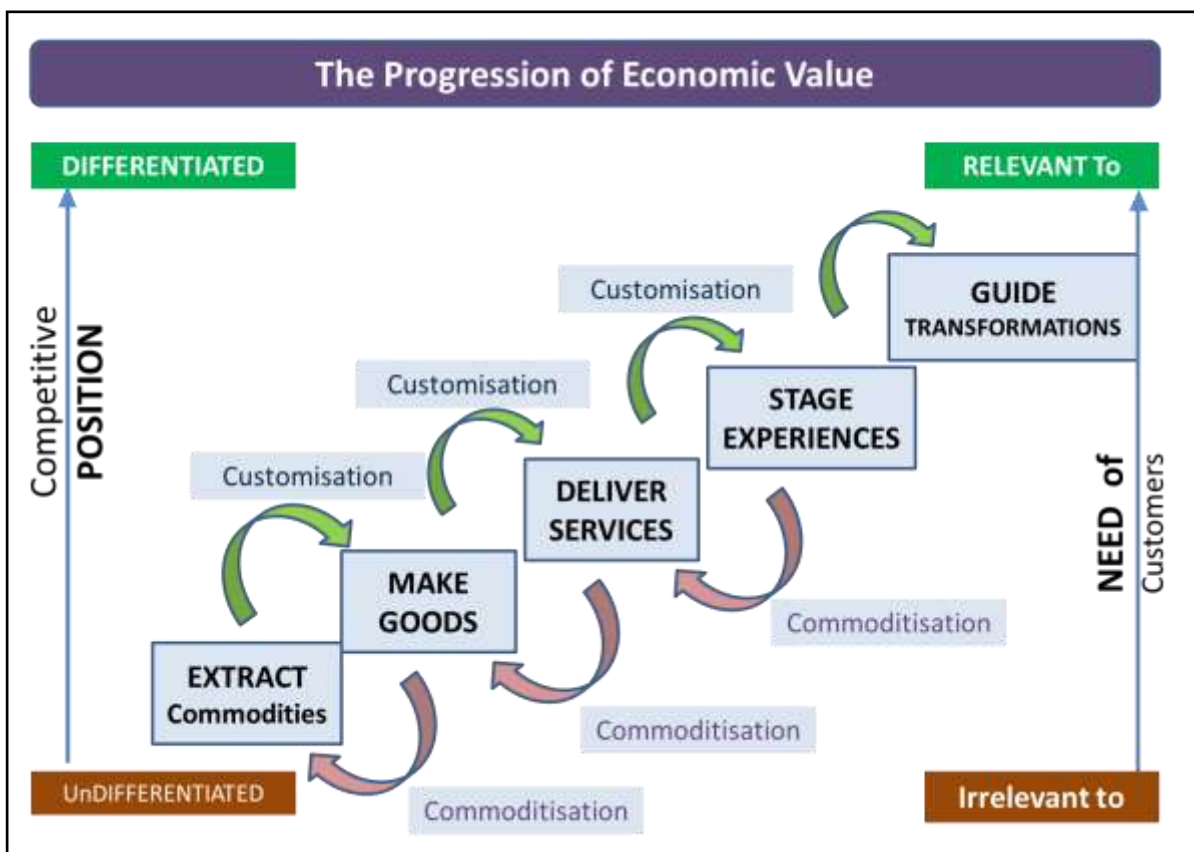 The Progression of Economic Value
DIFFERENTIATED
RELEVANT To
Competitive
POSITION
Customisation
GUIDE
TRANSFORMATIONS
Customisation
STAGE
EXPERIENCES
Customisation
DELIVER
SERVICES
NEED of
Customers
MAKE
GOODS
Commoditisation
EXTRACT
Commodities
Commoditisation
UnDIFFERENTIATED
Commoditisation
Irrelevant to